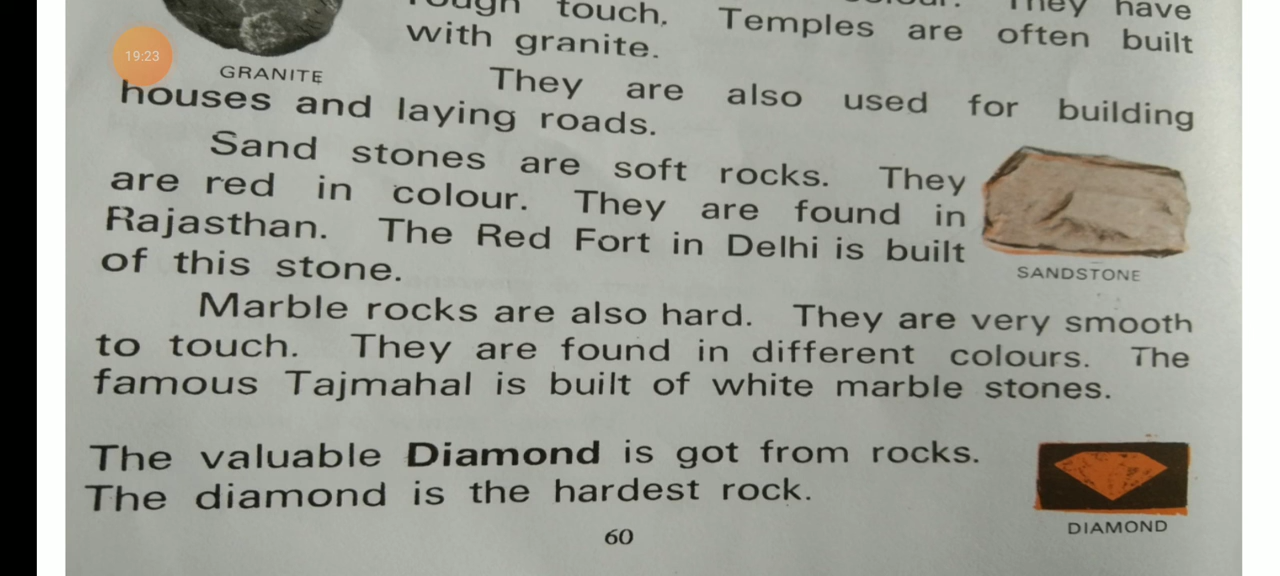 rough touch. Temples are often built
have
with granite.
19:23
GRANITE
They are also used for building
houses and laying roads.
Sand stones are soft rocks. They
are red in colour. They are found in
Rajasthan. The Red Fort in Delhi is built
of this stone.
SANDSTONE
Marble rocks are also hard. They are very smooth
to touch. They are found in different colours. The
famous Tajmahal is built of white marble stones.
The valuable Diamond is got from rocks.
The diamond is the hardest rock.
DIAMOND
60